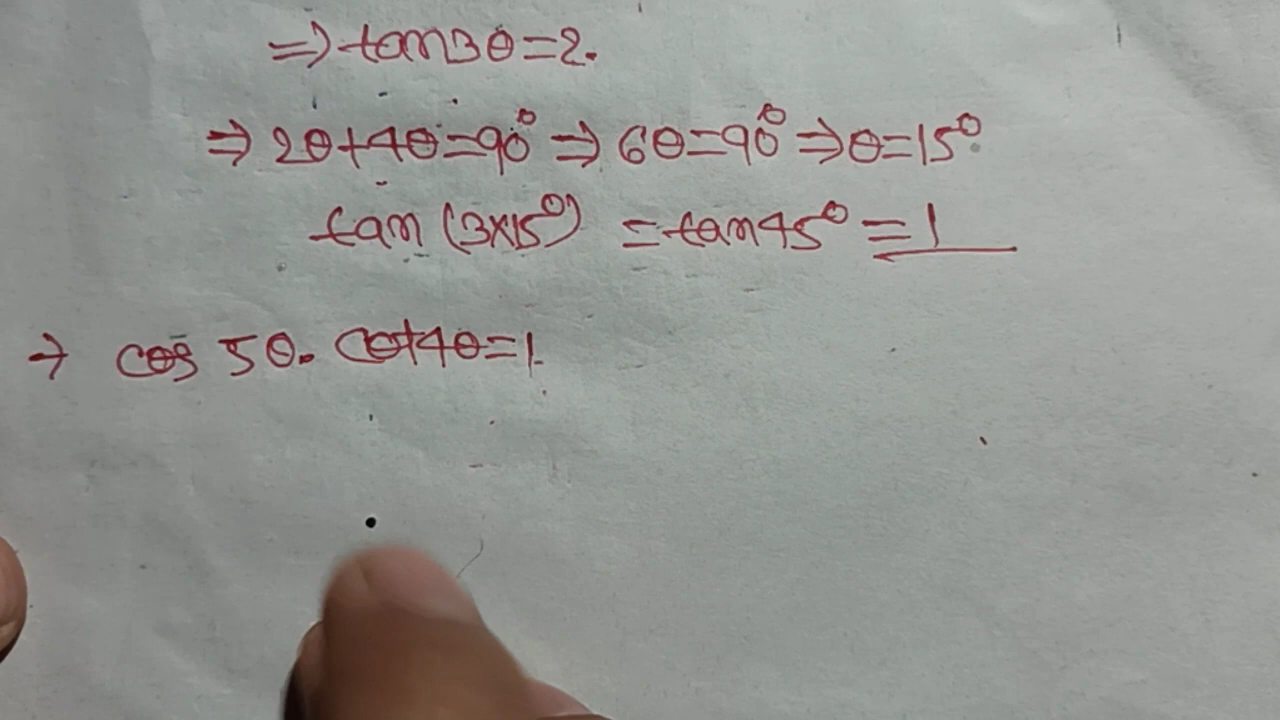 ⇒ tan3θ=2.
⇒ 2θ+4θ=90° ⇒ 6θ=90° ⇒ θ=15°
tan (3×15°) = tan45° = 1
→ cos 5θ. cot4θ=1.